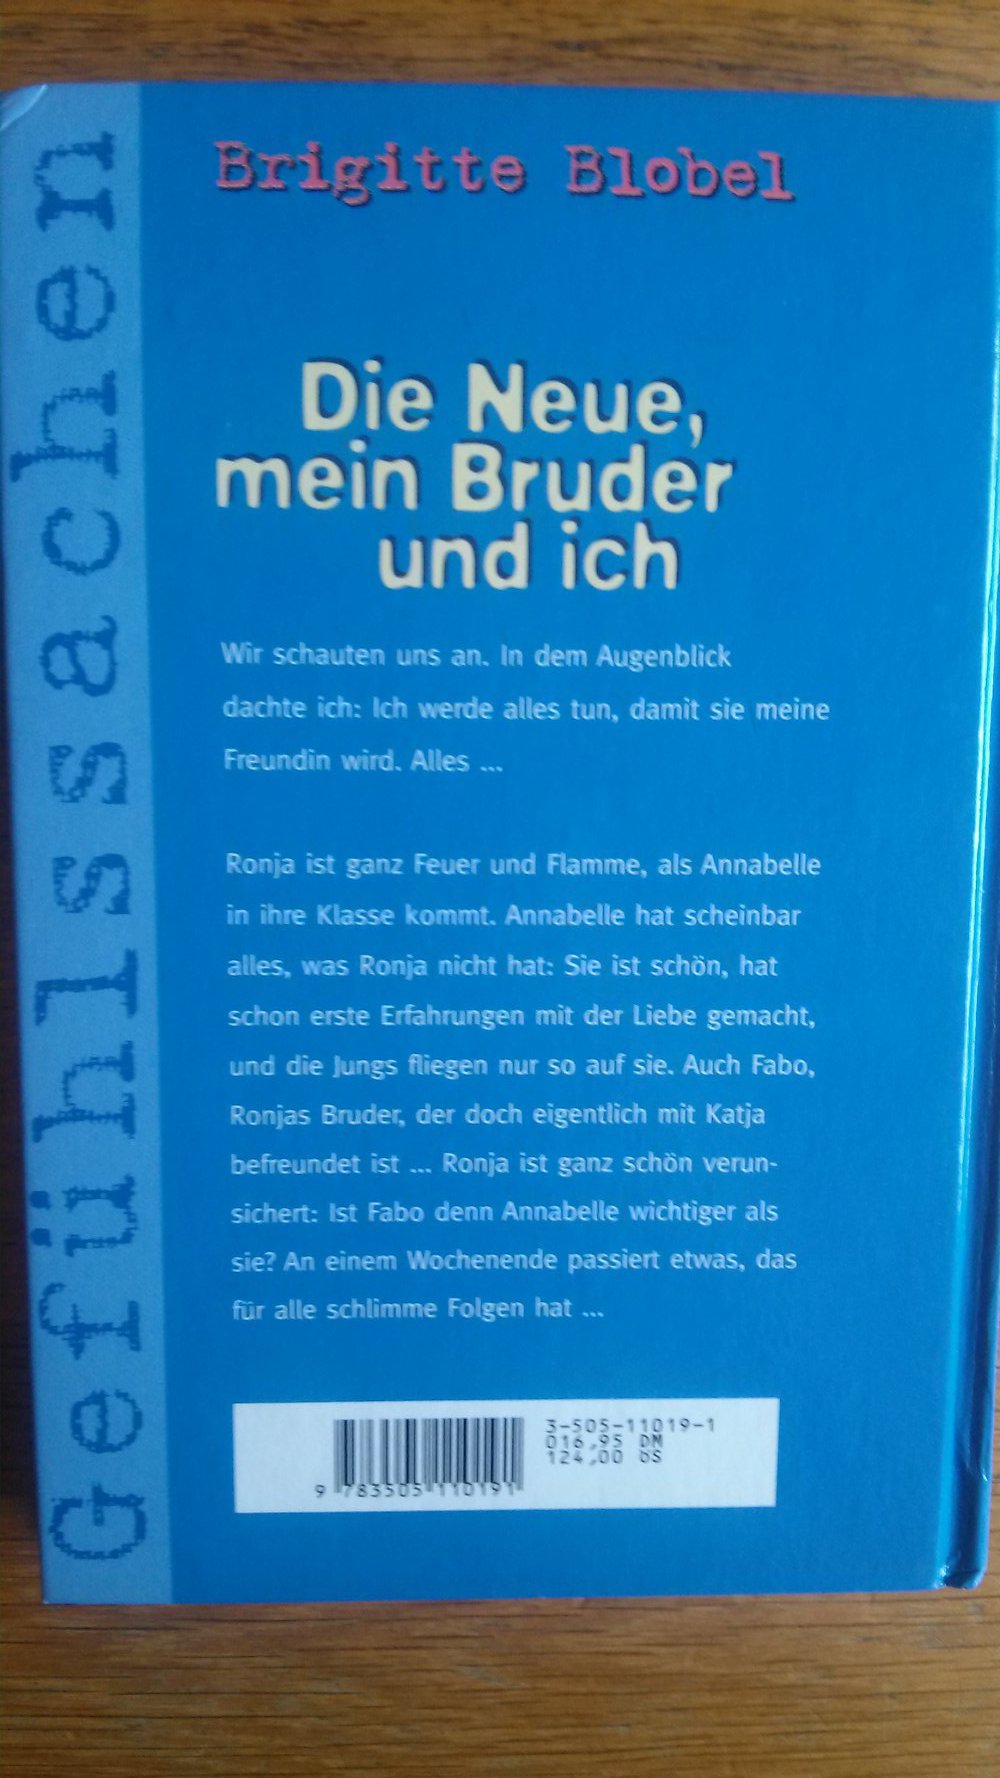 Gefühlssachen
Brigitte Blobel
Die Neue,
mein Bruder
und ich
Wir schauten uns an. In dem Augenblick
dachte ich: Ich werde alles tun, damit sie meine
Freundin wird. Alles ...
Ronja ist ganz Feuer und Flamme, als Annabelle
in ihre Klasse kommt. Annabelle hat scheinbar
alles, was Ronja nicht hat: Sie ist schön, hat
schon erste Erfahrungen mit der Liebe gemacht,
und die Jungs fliegen nur so auf sie. Auch Fabo,
Ronjas Bruder, der doch eigentlich mit Katja
befreundet ist ... Ronja ist ganz schön verun-
sichert: Ist Fabo denn Annabelle wichtiger als
sie? An einem Wochenende passiert etwas, das
für alle schlimme Folgen hat ...
3-505-11019-1
016,95 DM
124,00 öS
9 783505 110191